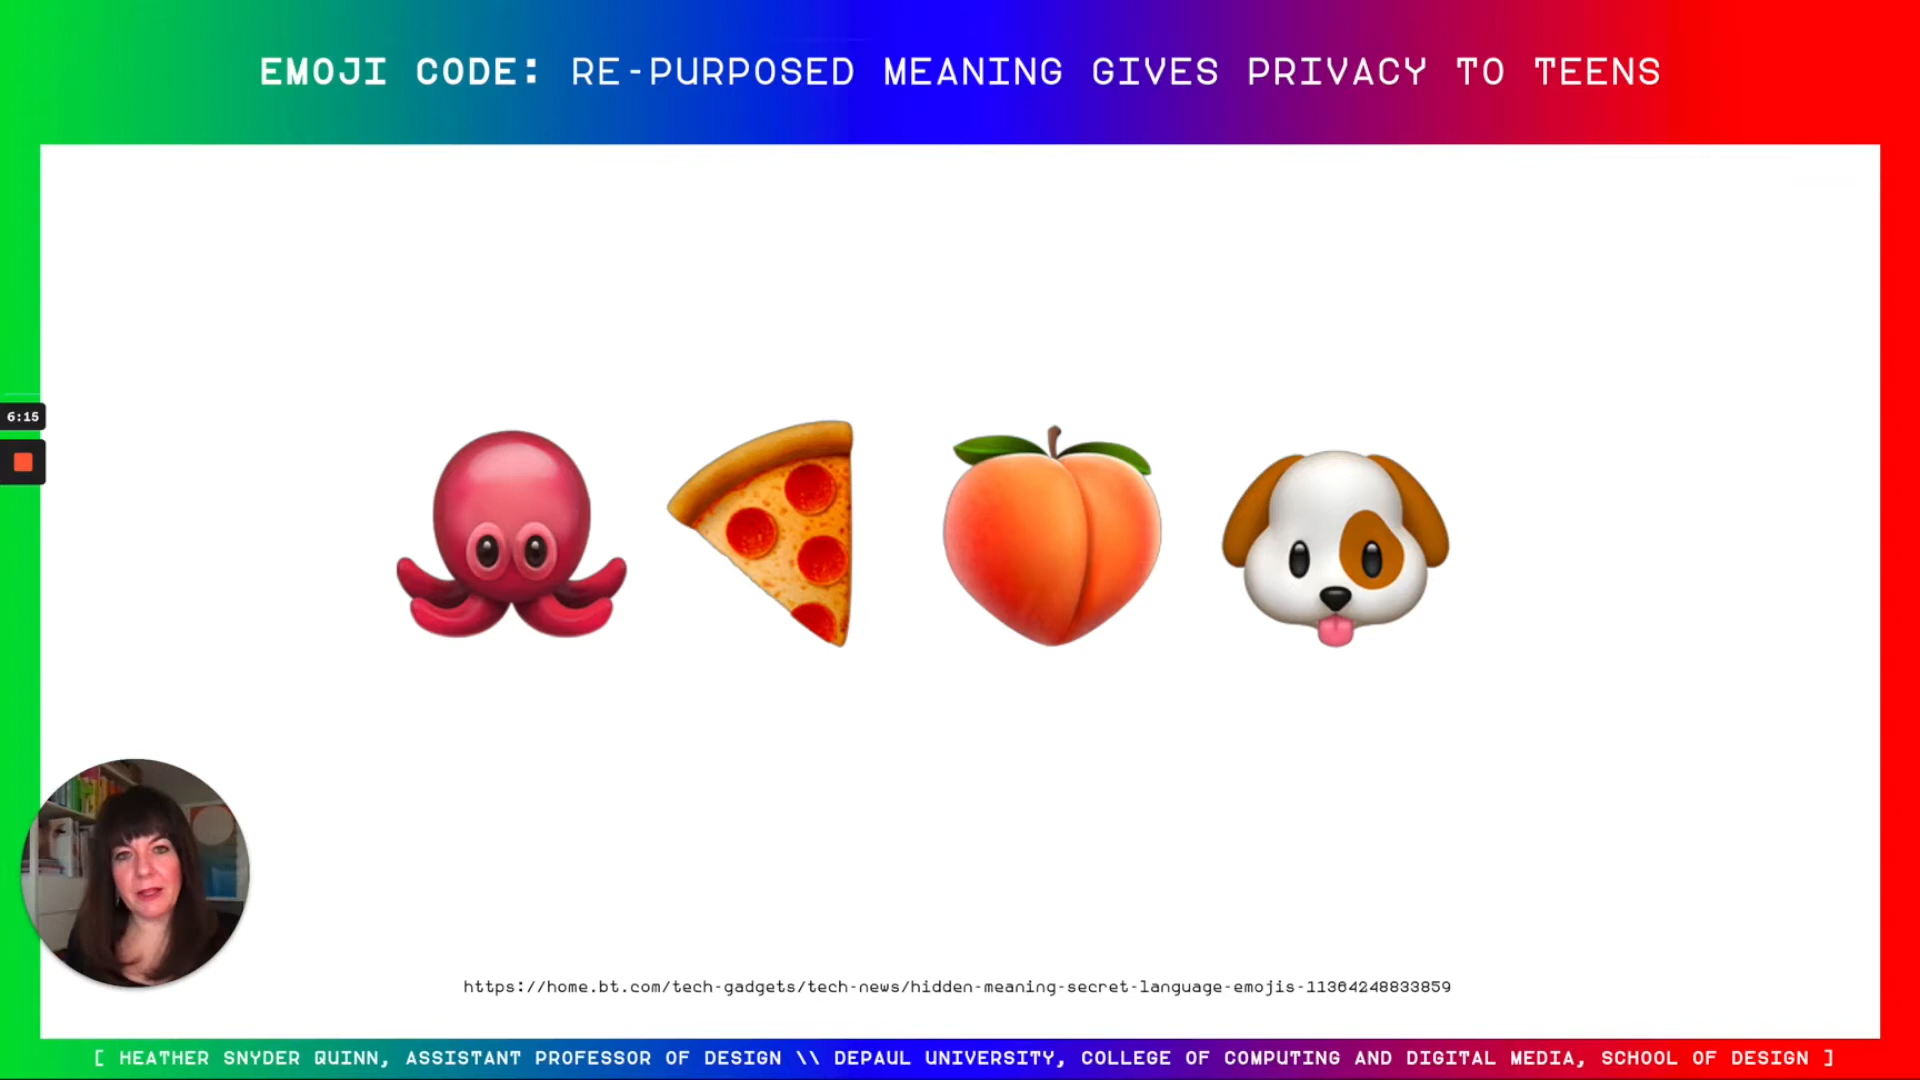 EMOJI CODE: RE-PURPOSED MEANING GIVES PRIVACY TO TEENS
6:15
https://home.bt.com/tech-gadgets/tech-news/hidden-meaning-secret-language-emojis-11364248833859
[ HEATHER SNYDER QUINN, ASSISTANT PROFESSOR OF DESIGN \\ DEPAUL UNIVERSITY, COLLEGE OF COMPUTING AND DIGITAL MEDIA, SCHOOL OF DESIGN ]